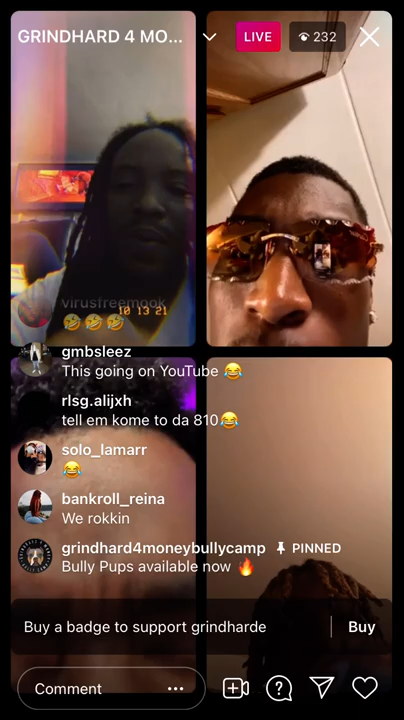 GRINDHARD 4 MO...
LIVE
232
virusfreemook
🤣🤣🤣
10 13 21
gmbsleez
This going on YouTube 😂
rlsg.alijxh
tell em kome to da 810😂
solo_lamarr
😂
bankroll_reina
We rokkin
grindhard4moneybullycamp PINNED
Bully Pups available now 🔥
Buy a badge to support grindharde
Buy
Comment